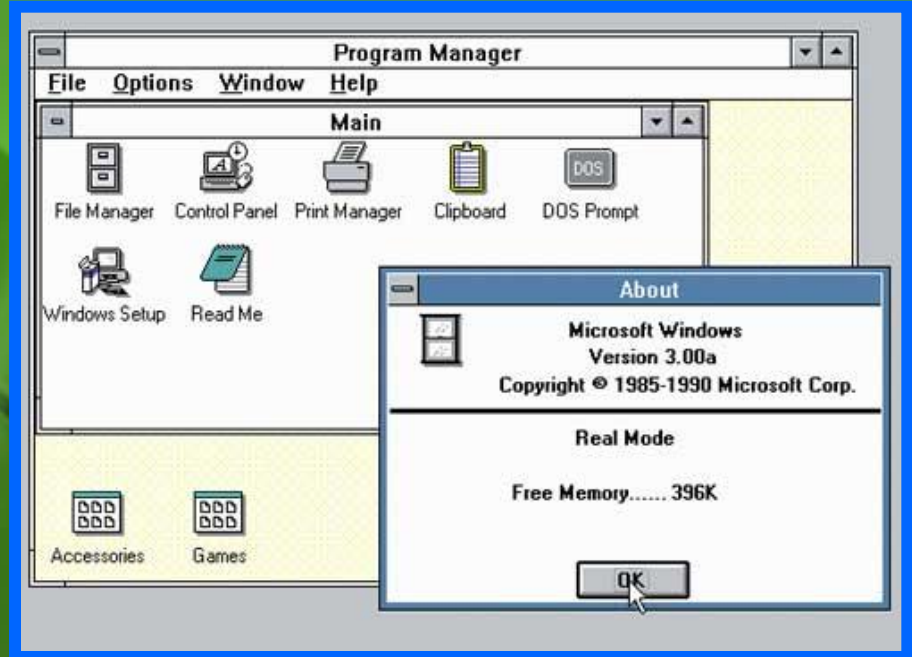 Program Manager
File Options Window Help
Main
File Manager Control Panel Print Manager Clipboard DOS Prompt
DOS
A
Windows Setup Read Me
About
Microsoft Windows
Version 3.00a
Copyright © 1985-1990 Microsoft Corp.
Real Mode
Free Memory...... 396K
OK
Accessories Games